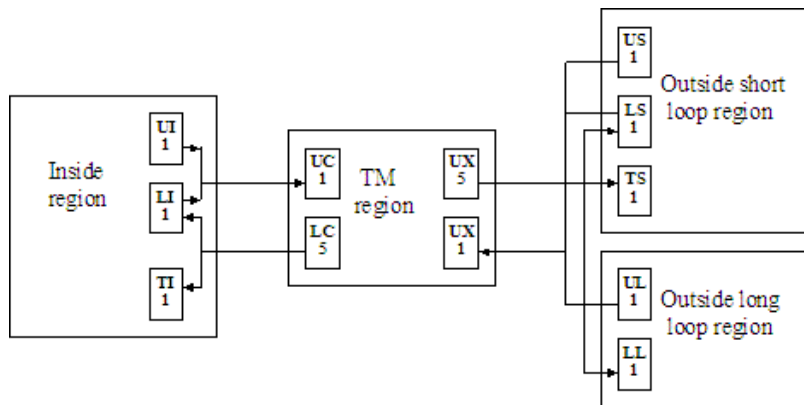 Inside
region
UI
1
LI
1
TI
1
UC
1
LC
5
TM
region
UX
5
UX
1
US
1
LS
1
TS
1
Outside short
loop region
UL
1
LL
1
Outside long
loop region